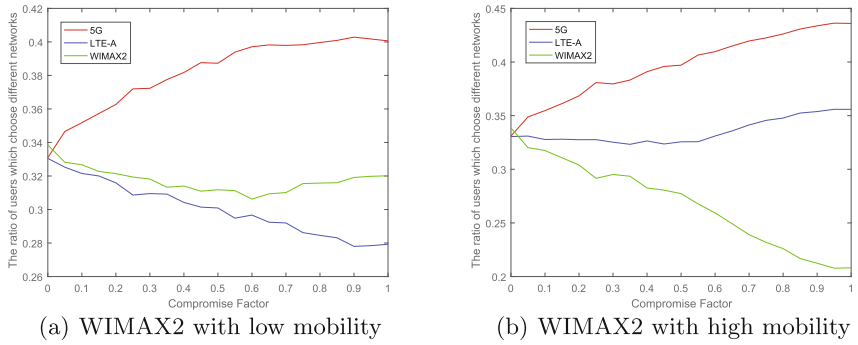 The ratio of users which choose different networks
0.42
0.4
0.38
0.36
0.34
0.32
0.3
0.28
0.26
5G
LTE-A
WIMAX2
0 0.1 0.2 0.3 0.4 0.5 0.6 0.7 0.8 0.9 1
Compromise Factor
(a) WIMAX2 with low mobility
The ratio of users which choose different networks
0.45
0.4
0.35
0.3
0.25
0.2
5G
LTE-A
WIMAX2
0 0.1 0.2 0.3 0.4 0.5 0.6 0.7 0.8 0.9 1
Compromise Factor
(b) WIMAX2 with high mobility